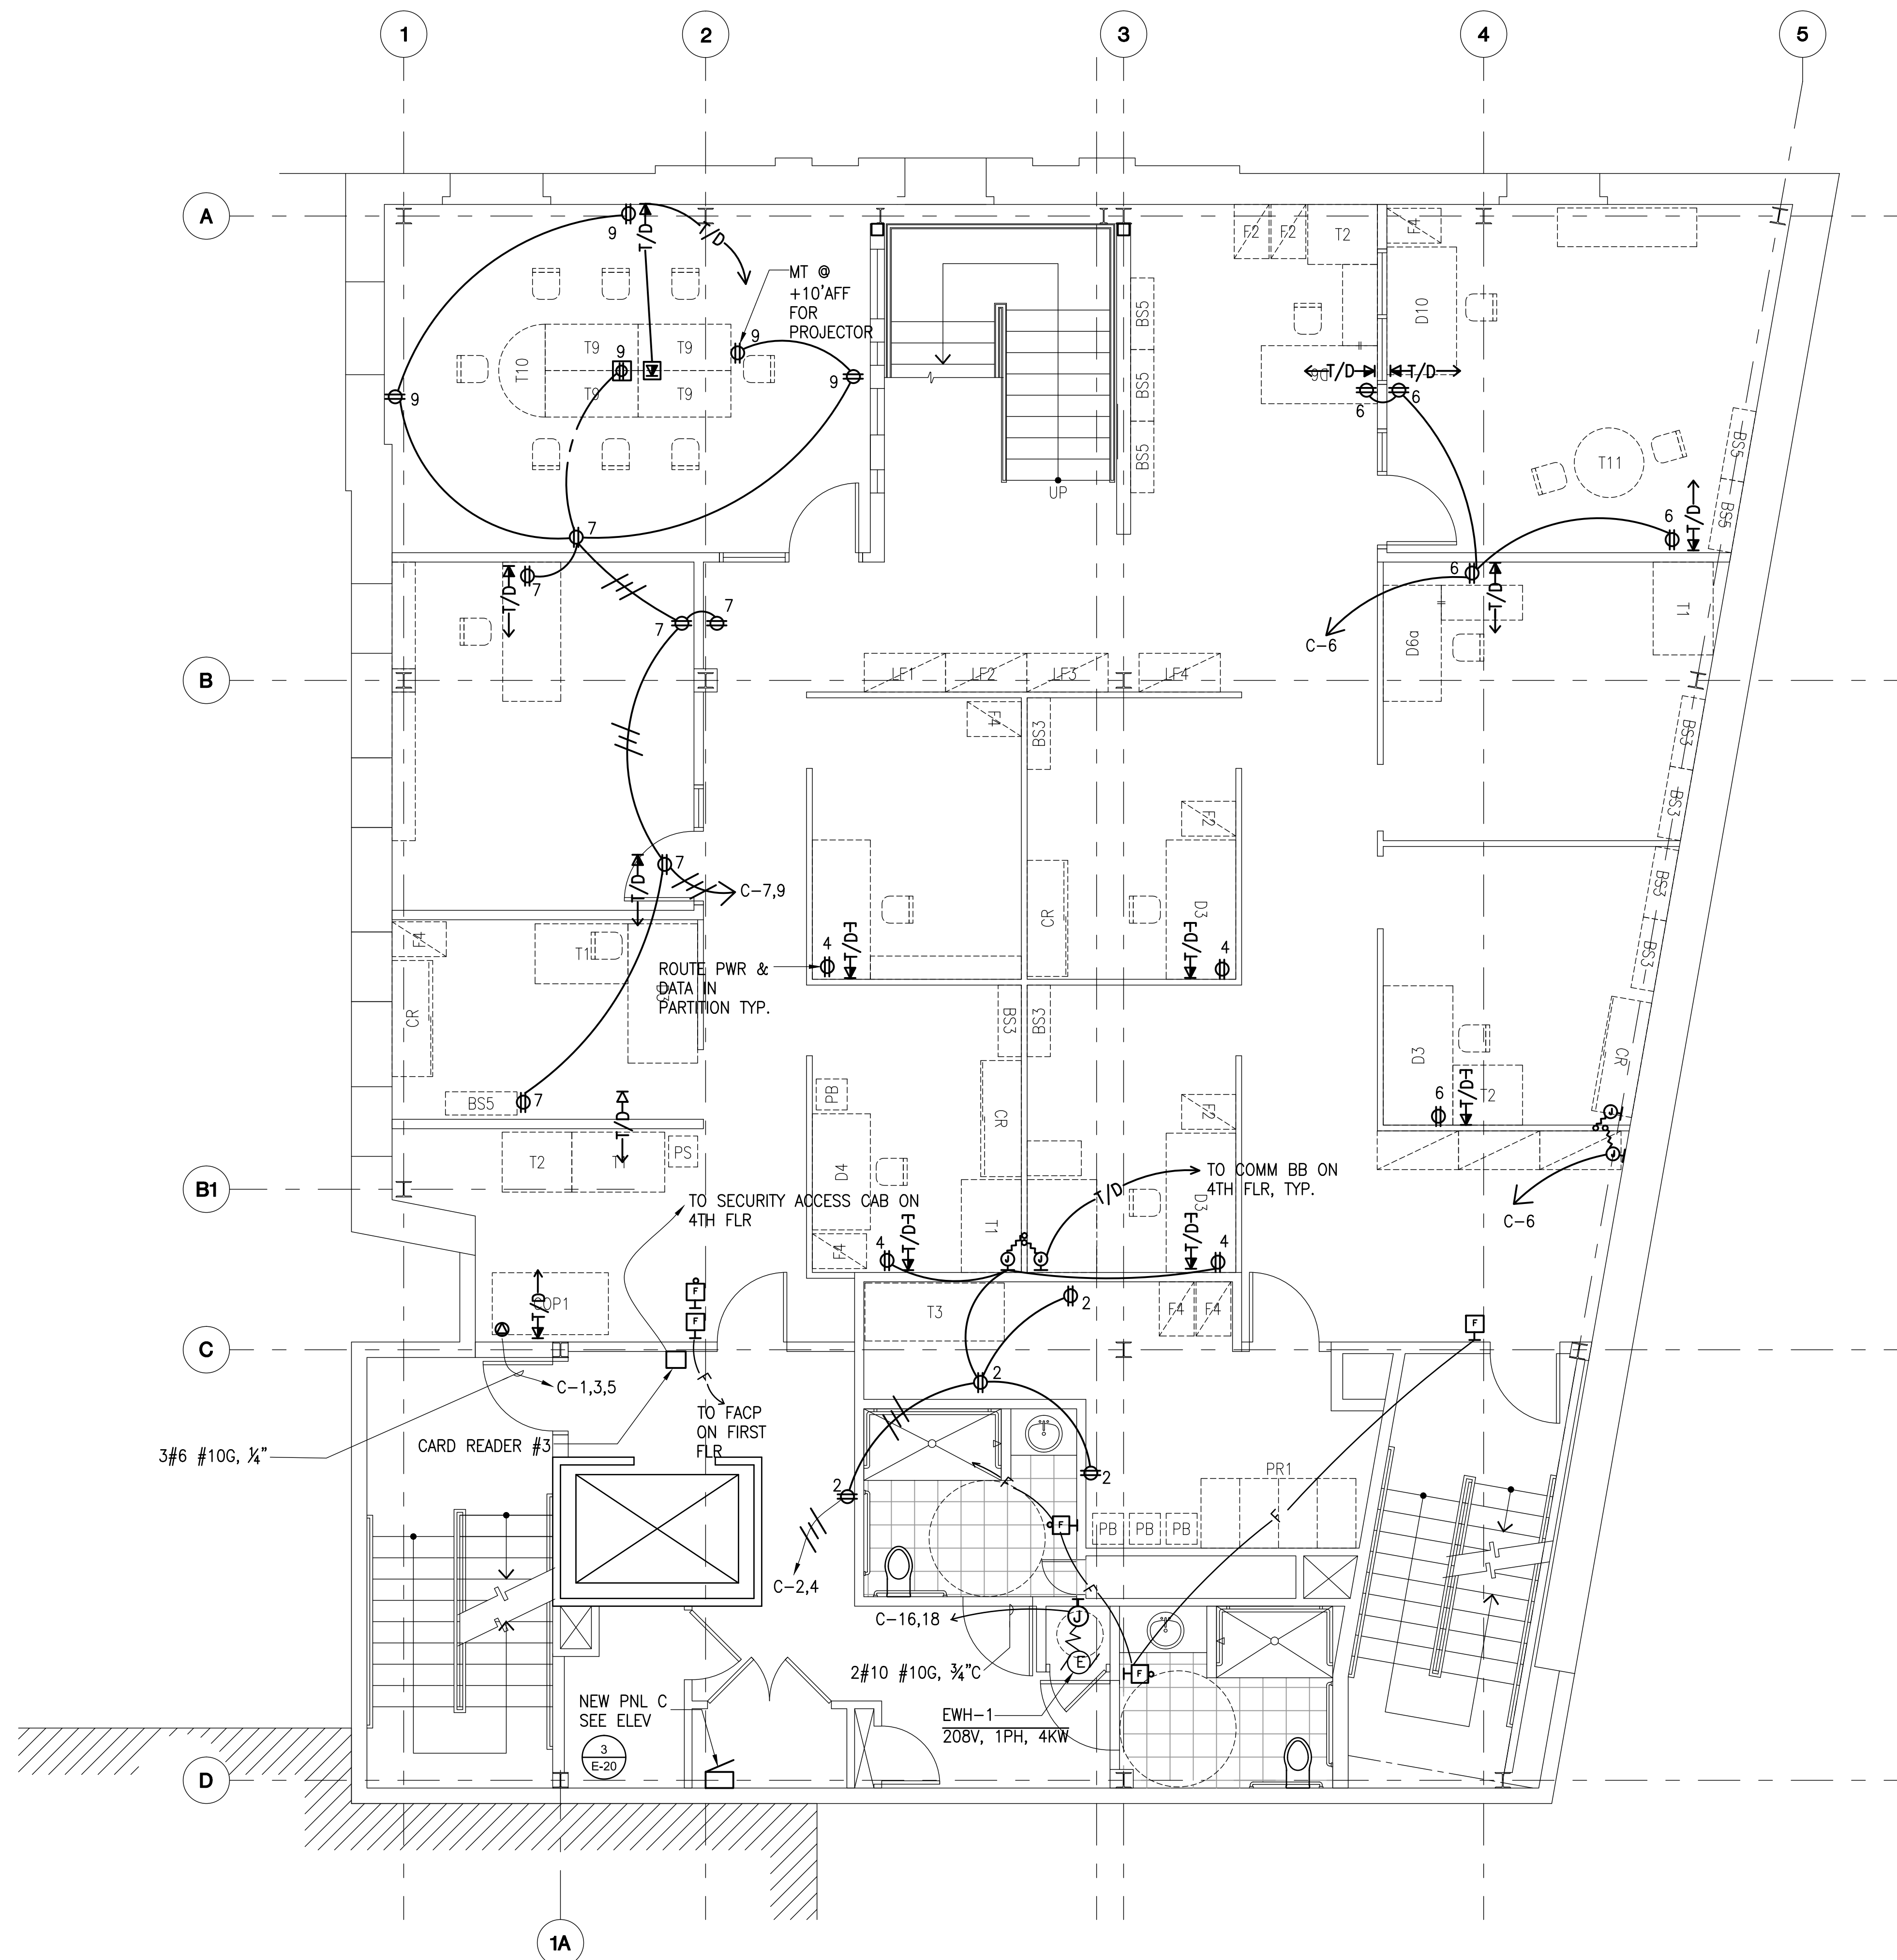 1
2
3
4
5
A
T/D
T/D
9
F2
F2
T2
F4
MT @
+10'AFF
FOR
PROJECTOR
BS5
D10
9
9
T9
T9
T10
T9
T9
9
9
BS5
T/D
T/D
D6
6
6
BS5
UP
T11
BS5
BS5
T/D
6
7
7
T/D
6
T/D
T1
7
7
C-6
D6a
B
LF1
LF2
LF3
LF4
F4
BS3
BS3
BS3
F2
7
T/D
C-7,9
BS3
F4
T1
D3
CR
D3
T/D
T/D
4
4
BS3
ROUTE PWR &
DATA IN
PARTITION TYP.
CR
BS3
BS3
D3
CR
BS5
7
T/D
PB
CR
F2
6
T/D
T2
J
T2
T1
PS
D4
J
B1
TO SECURITY ACCESS CAB ON
4TH FLR
T/D
TO COMM BB ON
4TH FLR, TYP.
D3
T1
C-6
F4
4
T/D
J
J
T/D
4
COP1
T/D
F
F
T3
2
F4
F4
F
C
C-1,3,5
2
F
TO FACP
ON FIRST
FLR
CARD READER #3
3#6 #10G, ¼"
2
2
PR1
F
F
F
PB
PB
PB
C-2,4
F
C-16,18
J
2#10 #10G, ¾"C
E
F
NEW PNL C
SEE ELEV
3
E-20
EWH-1
208V, 1PH, 4KW
D
1A